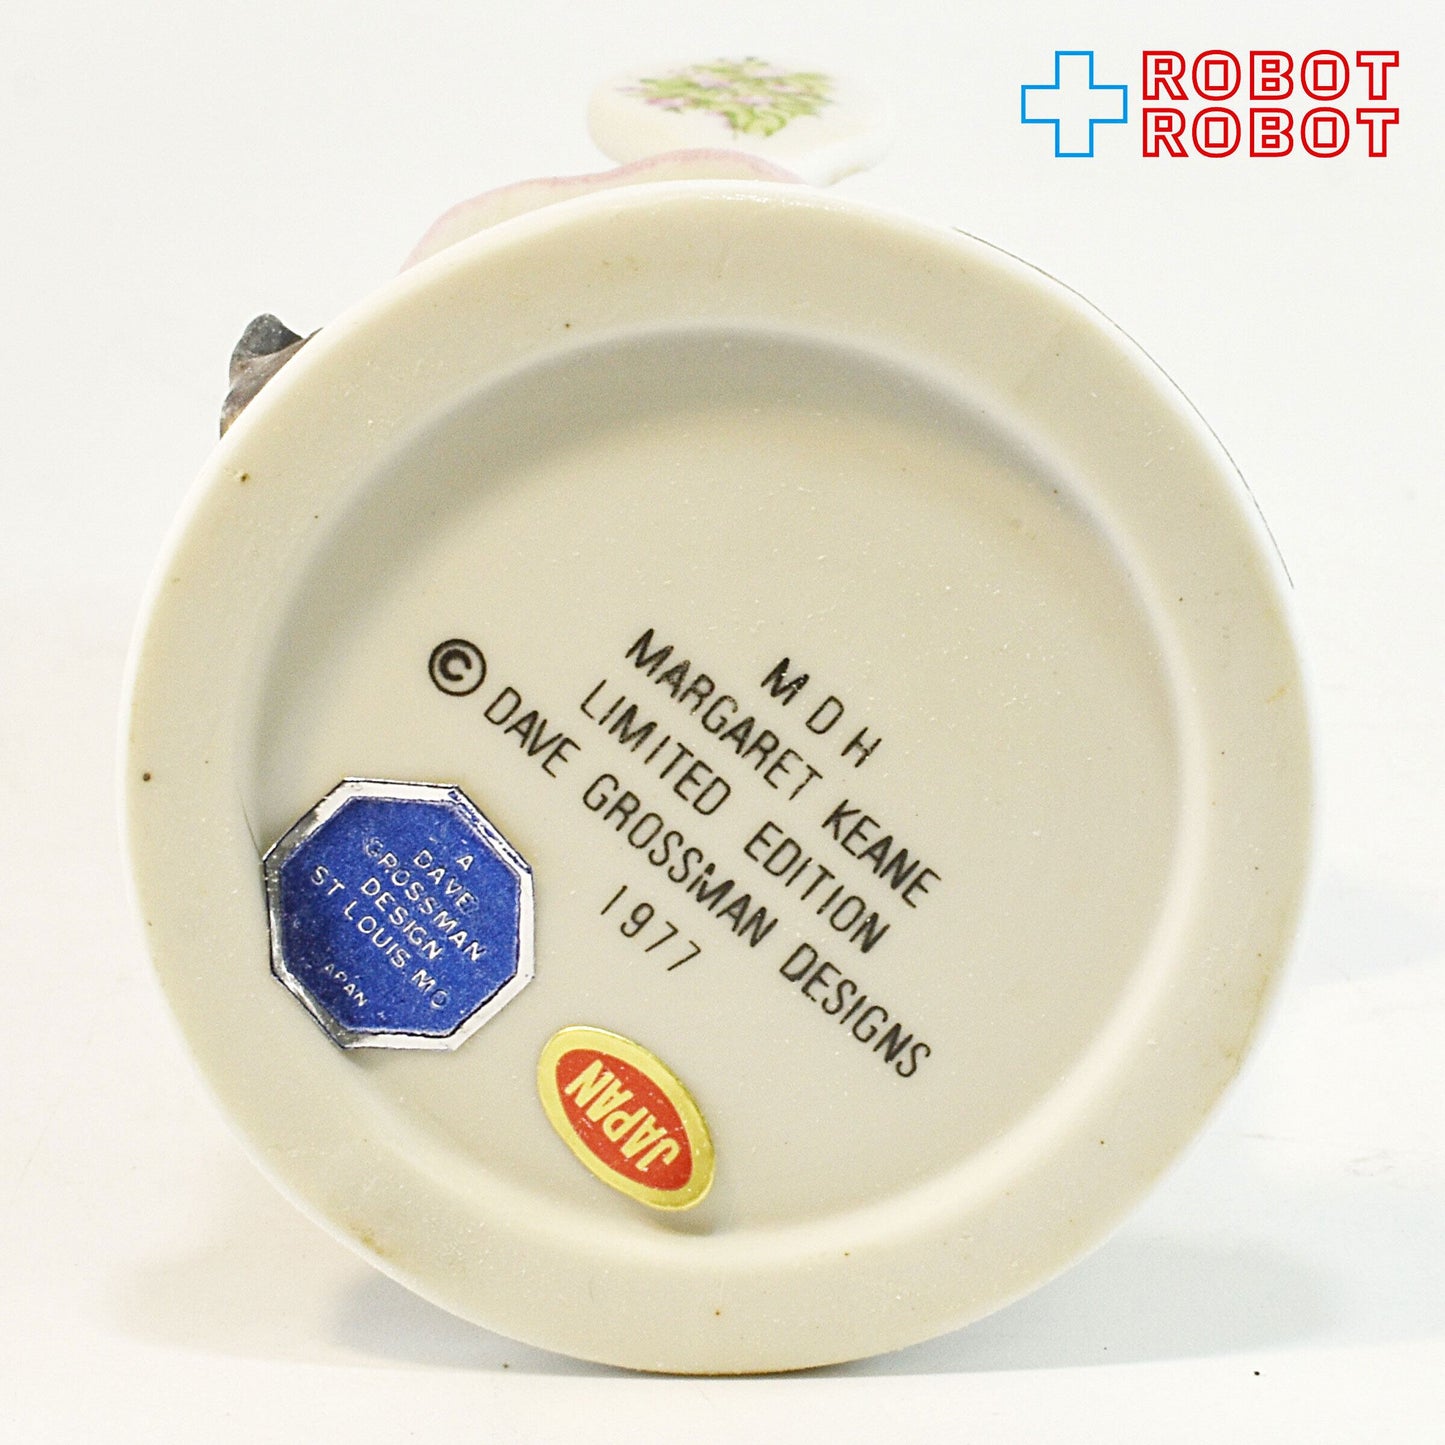 ROBOT
ROBOT
M D H
MARGARET KEANE
LIMITED EDITION
© DAVE GROSSMAN DESIGNS
1977
A
DAVE
GROSSMAN
DESIGN
ST LOUIS. MO
JAPAN
JAPAN